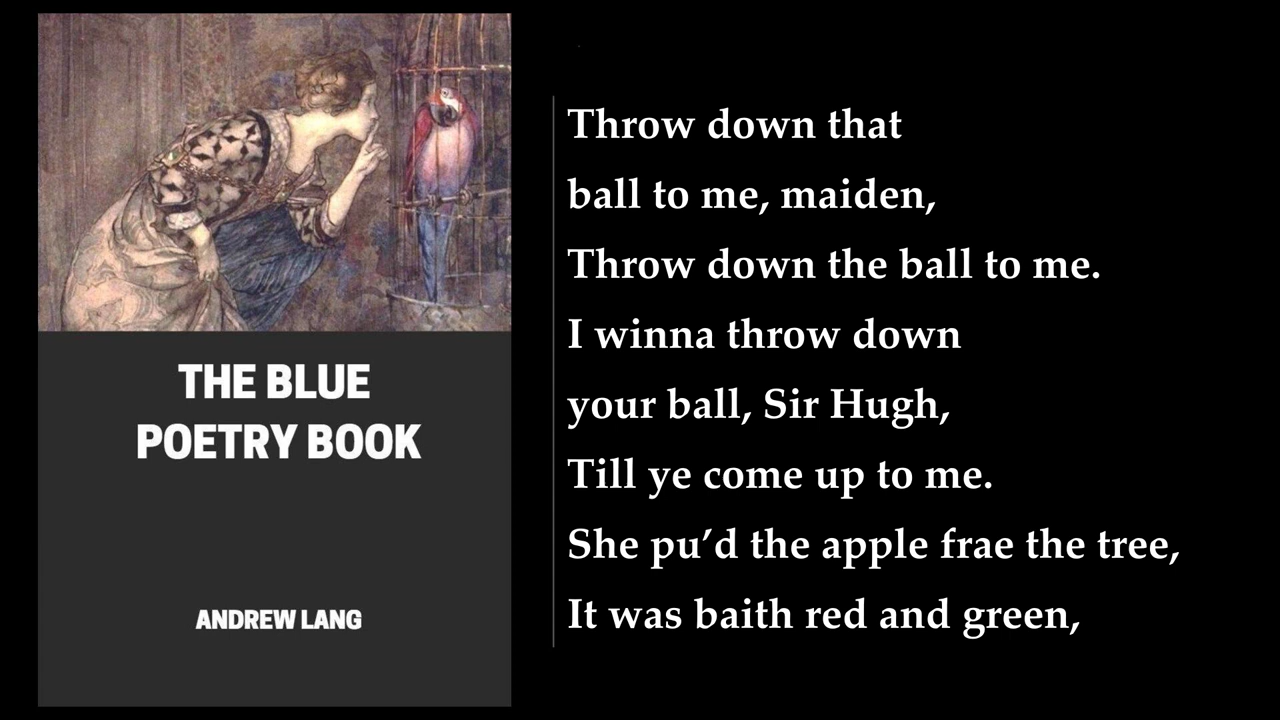 THE BLUE
POETRY BOOK
ANDREW LANG
Throw down that
ball to me, maiden,
Throw down the ball to me.
I winna throw down
your ball, Sir Hugh,
Till ye come up to me.
She pu’d the apple frae the tree,
It was baith red and green,